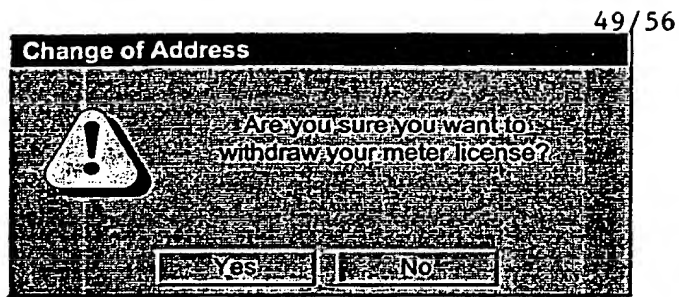 49/56
Change of Address
Are you sure you want to
withdraw your meter license?
Yes No